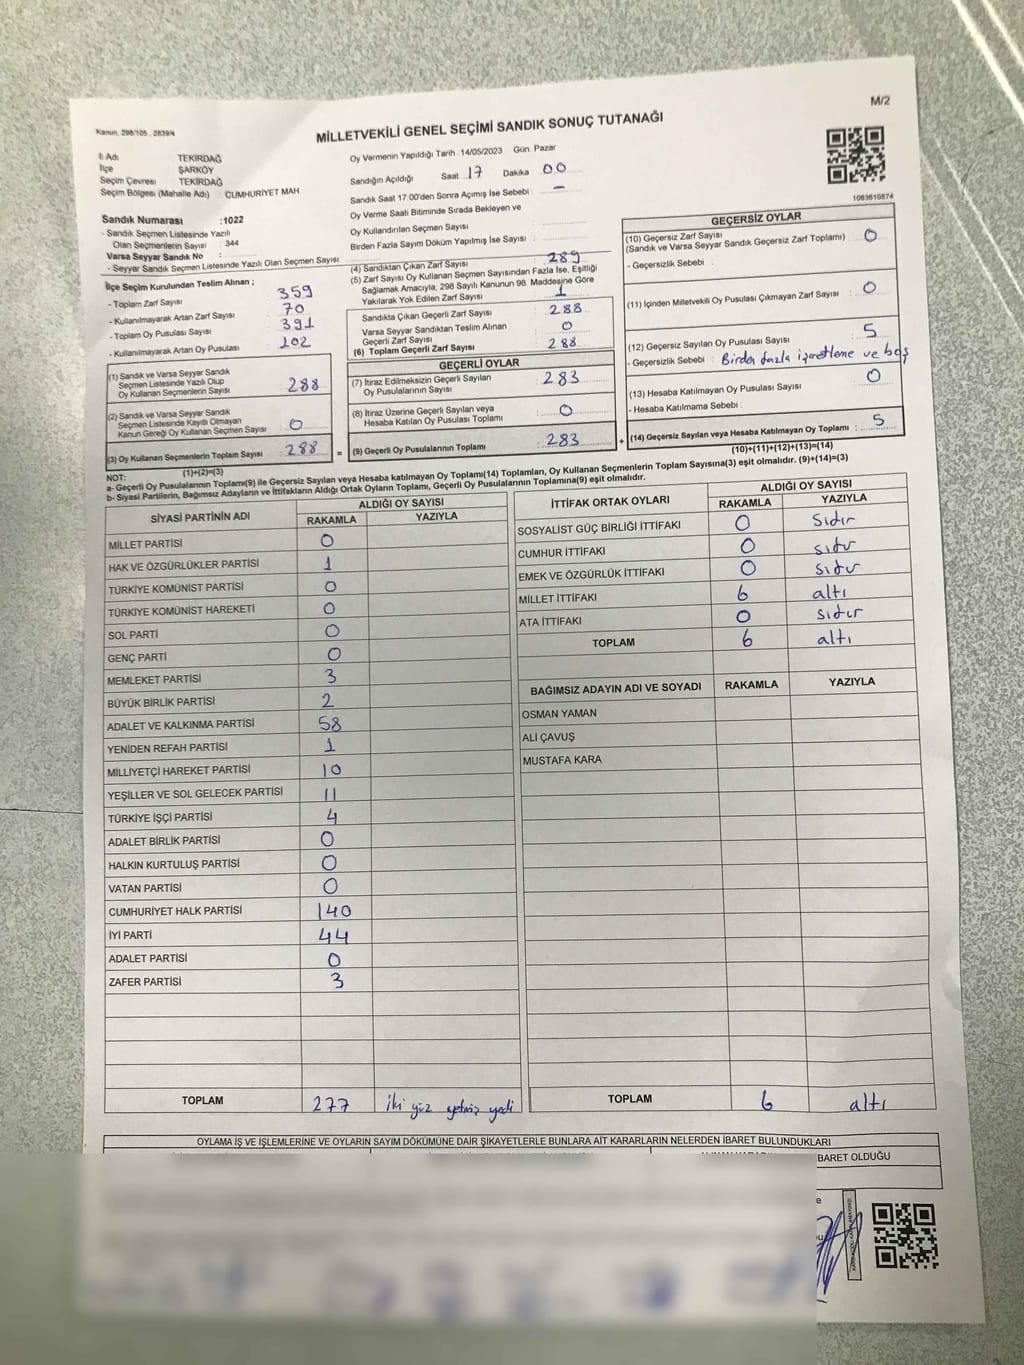 M/2
Kanun, 298/105 , 2839/4
MİLLETVEKİLİ GENEL SEÇİMİ SANDIK SONUÇ TUTANAĞI
İl Adı TEKİRDAĞ
İlçe ŞARKÖY
Seçim Çevresi TEKİRDAĞ
Seçim Bölgesi (Mahalle Adı) : CUMHURİYET MAH.
Sandık Numarası :1022
- Sandık Seçmen Listesinde Yazılı
Olan Seçmenlerin Sayısı : 344
Varsa Seyyar Sandık No :
- Seyyar Sandık Seçmen Listesinde Yazılı Olan Seçmen Sayısı :
İlçe Seçim Kurulundan Teslim Alınan ;
- Toplam Zarf Sayısı 359
- Kullanılmayarak Artan Zarf Sayısı 70
- Toplam Oy Pusulası Sayısı 391
- Kullanılmayarak Artan Oy Pusulası 102
(1) Sandık ve Varsa Seyyar Sandık
Seçmen Listesinde Yazılı Olup
Oy Kullanan Seçmenlerin Sayısı 288
(2) Sandık ve Varsa Seyyar Sandık
Seçmen Listesinde Kayıtlı Olmayan
Kanun Gereği Oy Kullanan Seçmen Sayısı 0
(3) Oy Kullanan Seçmenlerin Toplam Sayısı : 288 =
(1)+(2)=(3)
Oy Vermenin Yapıldığı Tarih :14/05/2023 Gün: Pazar
Sandığın Açıldığı Saat 17 Dakika 00
Sandık Saat 17:00'den Sonra Açımış İse Sebebi : –
Oy Verme Saati Bitiminde Sırada Bekleyen ve
Oy Kullandırılan Seçmen Sayısı
Birden Fazla Sayım Döküm Yapılmış İse Sayısı
(4) Sandıktan Çıkan Zarf Sayısı 289
(5) Zarf Sayısı Oy Kullanan Seçmen Sayısından Fazla İse, Eşitliği
Sağlamak Amacıyla, 298 Sayılı Kanunun 98. Maddesine Göre
Yakılarak Yok Edilen Zarf Sayısı 1
Sandıkta Çıkan Geçerli Zarf Sayısı 288
Varsa Seyyar Sandıktan Teslim Alınan
Geçerli Zarf Sayısı 0
(6) Toplam Geçerli Zarf Sayısı 288
GEÇERLİ OYLAR
(7) İtiraz Edilmeksizin Geçerli Sayılan
Oy Pusulalarının Sayısı : 283
(8) İtiraz Üzerine Geçerli Sayılan veya
Hesaba Katılan Oy Pusulası Toplamı : 0
(9) Geçerli Oy Pusulalarının Toplamı 283 +
1063610874
GEÇERSİZ OYLAR
(10) Geçersiz Zarf Sayısı
(Sandık ve Varsa Seyyar Sandık Geçersiz Zarf Toplamı) : 0
- Geçersizlik Sebebi :
(11) İçinden Milletvekili Oy Pusulası Çıkmayan Zarf Sayısı : 0
(12) Geçersiz Sayılan Oy Pusulası Sayısı : 5
- Geçersizlik Sebebi : Birden fazla işaretleme ve boş
(13) Hesaba Katılmayan Oy Pusulası Sayısı 0
- Hesaba Katılmama Sebebi :
(14) Geçersiz Sayılan veya Hesaba Katılmayan Oy Toplamı : 5
(10)+(11)+(12)+(13)=(14)
NOT:
a- Geçerli Oy Pusulalarının Toplamı(9) ile Geçersiz Sayılan veya Hesaba katılmayan Oy Toplamı(14) Toplamları, Oy Kullanan Seçmenlerin Toplam Sayısına(3) eşit olmalıdır. (9)+(14)=(3)
b- Siyasi Partilerin, Bağımsız Adayların ve İttifakların Aldığı Ortak Oyların Toplamı, Geçerli Oy Pusulalarının Toplamına(9) eşit olmalıdır.
SİYASİ PARTİNİN ADI ALDIĞI OY SAYISI
RAKAMLA YAZIYLA
MİLLET PARTİSİ 0
HAK VE ÖZGÜRLÜKLER PARTİSİ 1
TÜRKİYE KOMÜNİST PARTİSİ 0
TÜRKİYE KOMÜNİST HAREKETİ 0
SOL PARTİ 0
GENÇ PARTİ 0
MEMLEKET PARTİSİ 3
BÜYÜK BİRLİK PARTİSİ 2
ADALET VE KALKINMA PARTİSİ 58
YENİDEN REFAH PARTİSİ 1
MİLLİYETÇİ HAREKET PARTİSİ 10
YEŞİLLER VE SOL GELECEK PARTİSİ 11
TÜRKİYE İŞÇİ PARTİSİ 4
ADALET BİRLİK PARTİSİ 0
HALKIN KURTULUŞ PARTİSİ 0
VATAN PARTİSİ 0
CUMHURİYET HALK PARTİSİ 140
İYİ PARTİ 44
ADALET PARTİSİ 0
ZAFER PARTİSİ 3
TOPLAM 277 iki yüz yetmiş yedi
İTTİFAK ORTAK OYLARI ALDIĞI OY SAYISI
RAKAMLA YAZIYLA
SOSYALİST GÜÇ BİRLİĞİ İTTİFAKI 0 sıdır
CUMHUR İTTİFAKI 0 sıdır
EMEK VE ÖZGÜRLÜK İTTİFAKI 0 sıdır
MİLLET İTTİFAKI 6 altı
ATA İTTİFAKI 0 sıdır
TOPLAM 6 altı
BAĞIMSIZ ADAYIN ADI VE SOYADI RAKAMLA YAZIYLA
OSMAN YAMAN
ALİ ÇAVUŞ
MUSTAFA KARA
TOPLAM 6 altı
OYLAMA İŞ VE İŞLEMLERİNE VE OYLARIN SAYIM DÖKÜMÜNE DAİR ŞİKAYETLERLE BUNLARA AİT KARARLARIN NELERDEN İBARET BULUNDUKLARI
BARET OLDUĞU